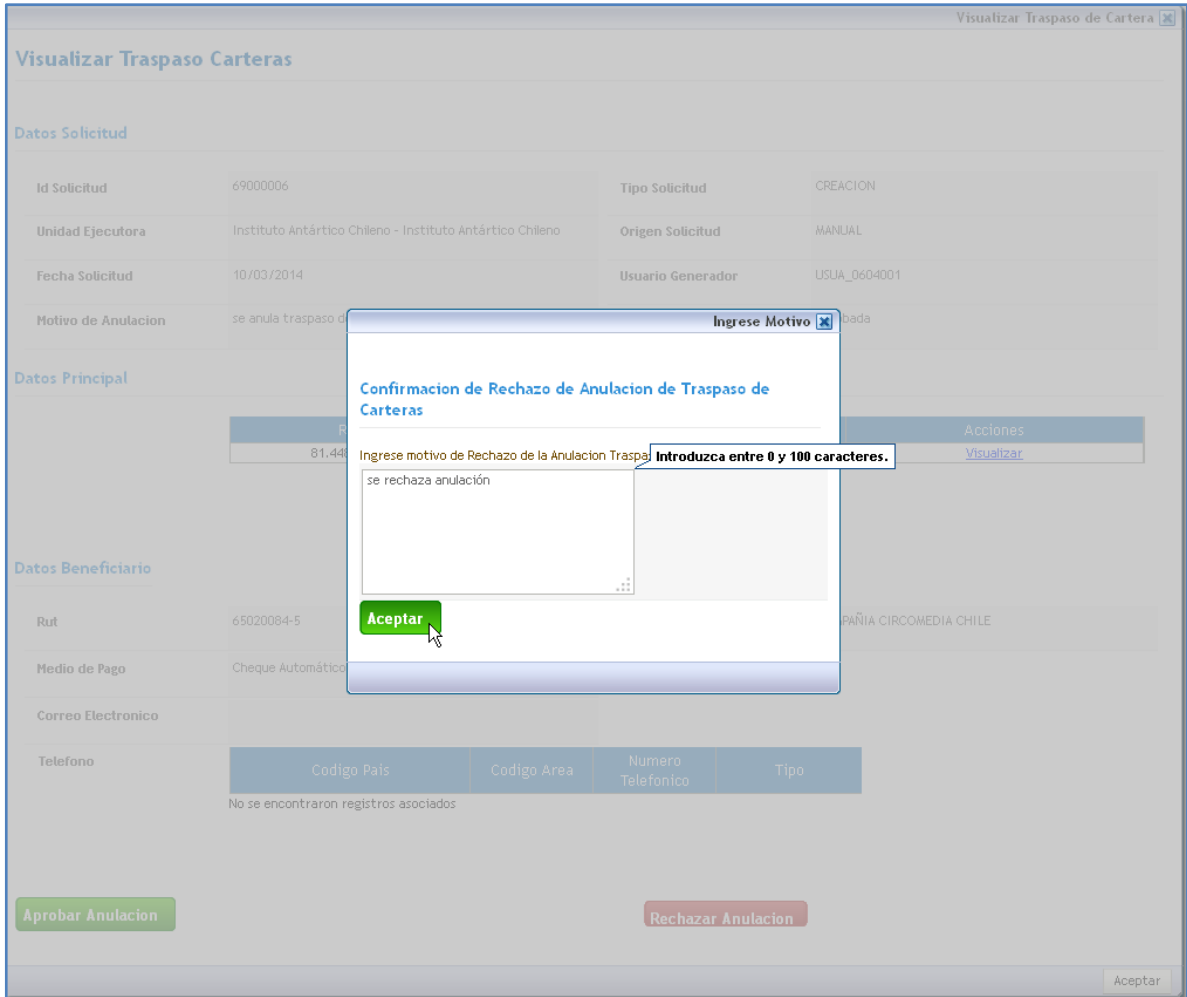 Visualizar Traspaso de Cartera
Visualizar Traspaso Carteras
Datos Solicitud
Id Solicitud 69000006 Tipo Solicitud CREACION
Unidad Ejecutora Instituto Antártico Chileno - Instituto Antártico Chileno Origen Solicitud MANUAL
Fecha Solicitud 10/03/2014 Usuario Generador USUA_0604001
Motivo de Anulacion se anula traspaso
Ingrese Motivo
Datos Principal
Confirmacion de Rechazo de Anulacion de Traspaso de
Carteras
Acciones
81.448 Visualizar
Ingrese motivo de Rechazo de la Anulacion
Introduzca entre 0 y 100 caracteres.
se rechaza anulación
Aceptar
Datos Beneficiario
Rut 65020084-5 CIRCOMEDIA CHILE
Medio de Pago Cheque Automático
Correo Electronico
Telefono Codigo Pais Codigo Area Numero Telefonico Tipo
No se encontraron registros asociados
Aprobar Anulacion Rechazar Anulacion
Aceptar